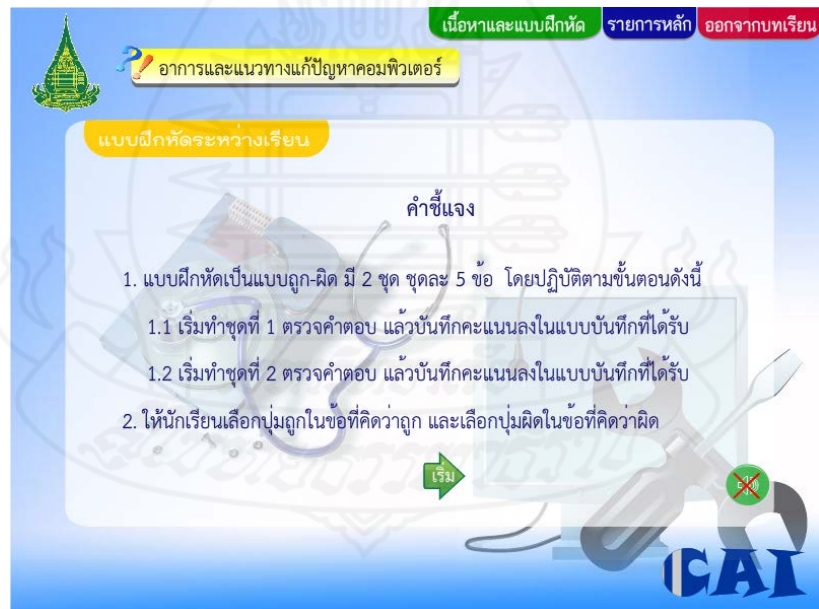 เนื้อหาและแบบฝึกหัด รายการหลัก ออกจากบทเรียน
อาการและแนวทางแก้ปัญหาคอมพิวเตอร์
แบบฝึกหัดระหว่างเรียน
คำชี้แจง
1. แบบฝึกหัดเป็นแบบถูก-ผิด มี 2 ชุด ชุดละ 5 ข้อ โดยปฏิบัติตามขั้นตอนดังนี้
1.1 เริ่มทำชุดที่ 1 ตรวจคำตอบ แล้วบันทึกคะแนนลงในแบบบันทึกที่ได้รับ
1.2 เริ่มทำชุดที่ 2 ตรวจคำตอบ แล้วบันทึกคะแนนลงในแบบบันทึกที่ได้รับ
2. ให้นักเรียนเลือกปุ่มถูกในข้อที่คิดว่าถูก และเลือกปุ่มผิดในข้อที่คิดว่าผิด
เริ่ม
CAI